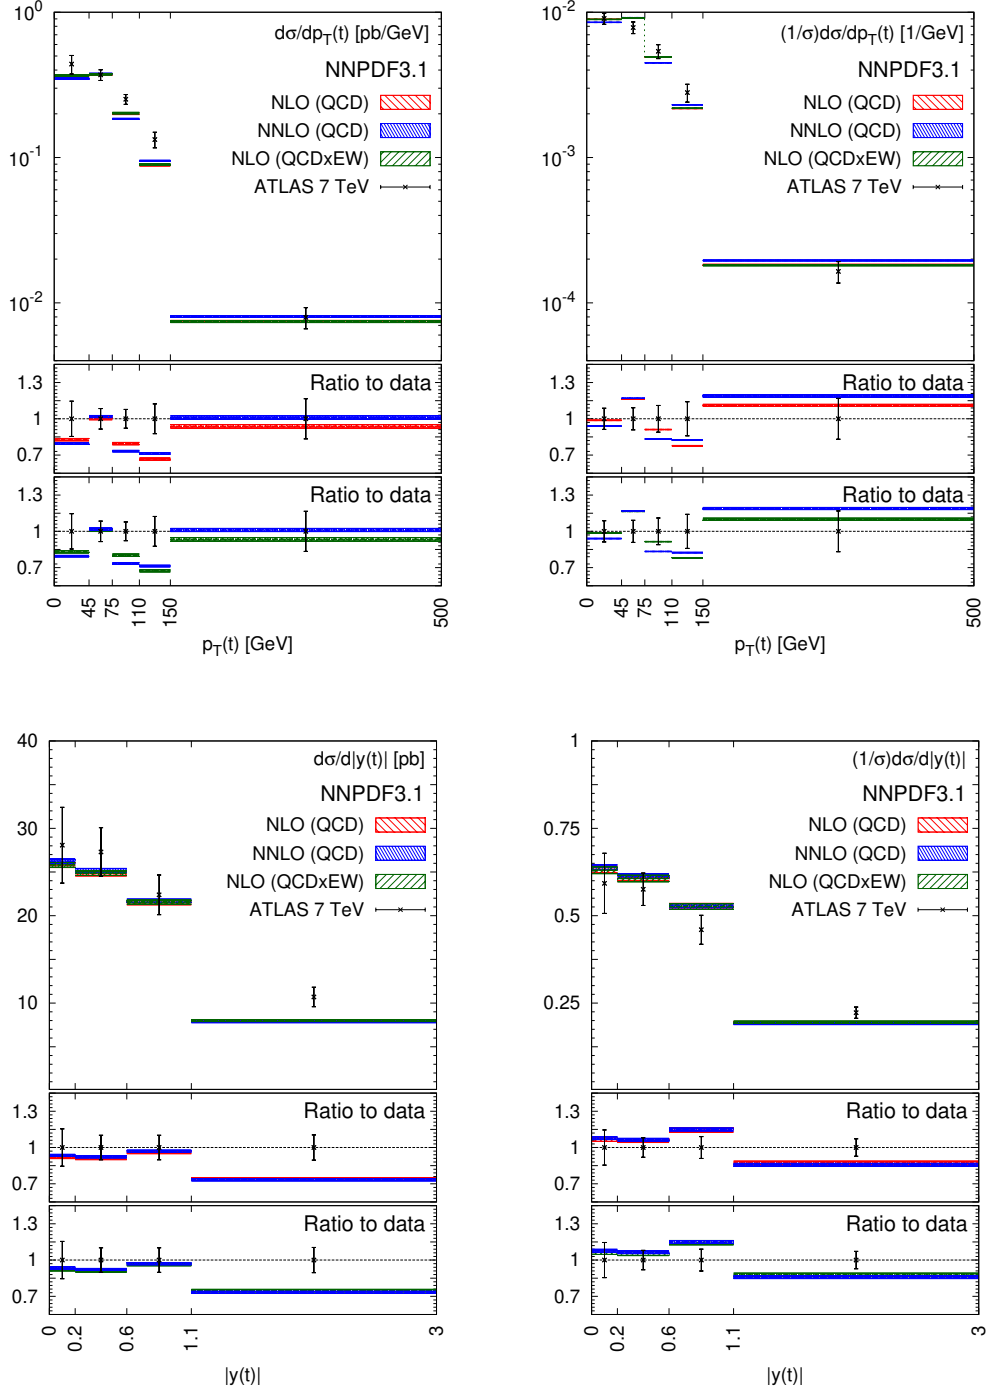 dσ/dp_T(t) [pb/GeV]
NNPDF3.1
NLO (QCD)
NNLO (QCD)
NLO (QCDxEW)
ATLAS 7 TeV
10^0
10^-1
10^-2
Ratio to data
1.3
1
0.7
Ratio to data
1.3
1
0.7
0
45
75
110
150
500
p_T(t) [GeV]
(1/σ)dσ/dp_T(t) [1/GeV]
NNPDF3.1
NLO (QCD)
NNLO (QCD)
NLO (QCDxEW)
ATLAS 7 TeV
10^-2
10^-3
10^-4
Ratio to data
1.3
1
0.7
Ratio to data
1.3
1
0.7
0
45
75
110
150
500
p_T(t) [GeV]
dσ/d|y(t)| [pb]
NNPDF3.1
NLO (QCD)
NNLO (QCD)
NLO (QCDxEW)
ATLAS 7 TeV
40
30
20
10
Ratio to data
1.3
1
0.7
Ratio to data
1.3
1
0.7
0
0.2
0.6
1.1
3
|y(t)|
(1/σ)dσ/d|y(t)|
NNPDF3.1
NLO (QCD)
NNLO (QCD)
NLO (QCDxEW)
ATLAS 7 TeV
1
0.75
0.5
0.25
Ratio to data
1.3
1
0.7
Ratio to data
1.3
1
0.7
0
0.2
0.6
1.1
3
|y(t)|